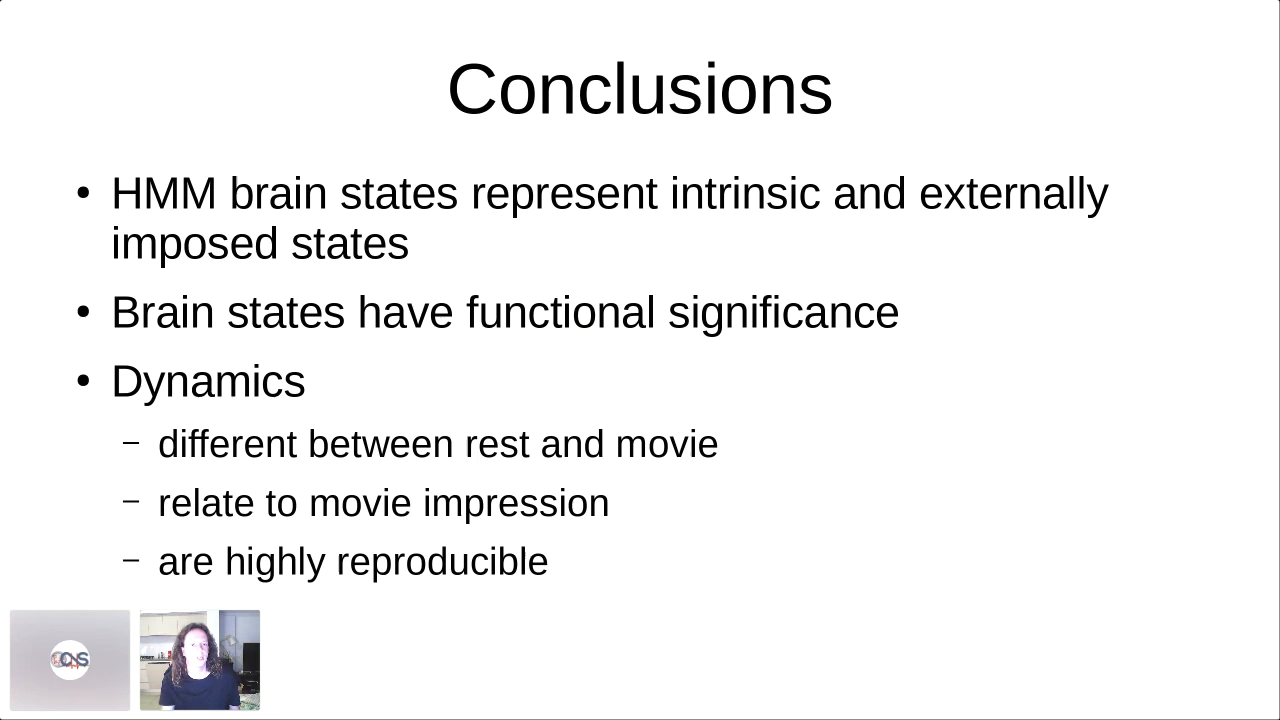 Conclusions
• HMM brain states represent intrinsic and externally
imposed states
• Brain states have functional significance
• Dynamics
– different between rest and movie
– relate to movie impression
– are highly reproducible